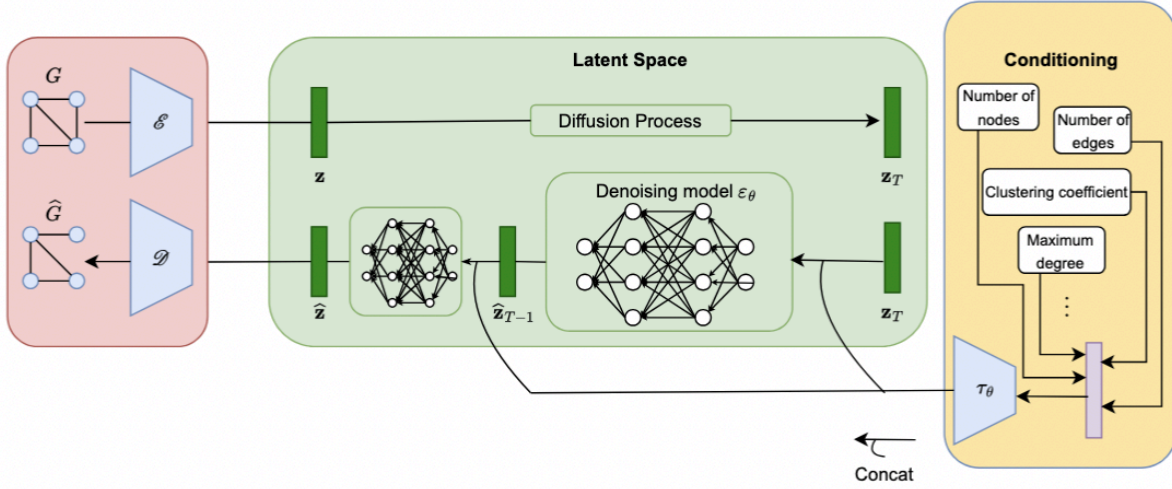 Latent Space
Conditioning
G
ℰ
Diffusion Process
z
z_T
Number of
nodes
Number of
edges
Clustering coefficient
Maximum
degree
⋮
Denoising model ε_θ
Ĝ
𝒟
ẑ
ẑ_{T−1}
z_T
τ_θ
Concat